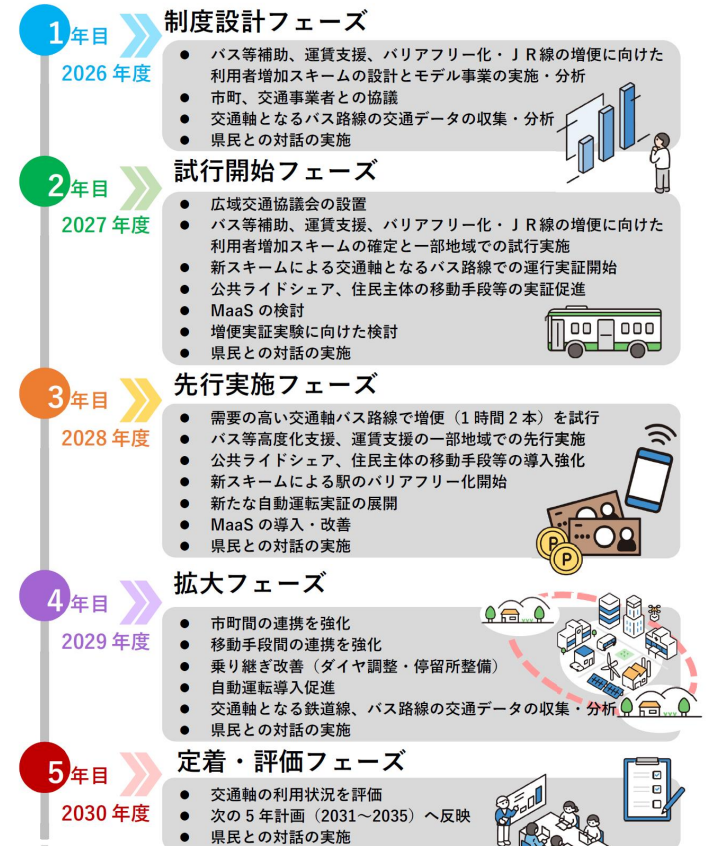 1年目
2026年度
制度設計フェーズ
● バス等補助、運賃支援、バリアフリー化・ＪＲ線の増便に向けた
利用者増加スキームの設計とモデル事業の実施・分析
● 市町、交通事業者との協議
● 交通軸となるバス路線の交通データの収集・分析
● 県民との対話の実施
2年目
2027年度
試行開始フェーズ
● 広域交通協議会の設置
● バス等補助、運賃支援、バリアフリー化・ＪＲ線の増便に向けた
利用者増加スキームの確定と一部地域での試行実施
● 新スキームによる交通軸となるバス路線での運行実証開始
● 公共ライドシェア、住民主体の移動手段等の実証促進
● MaaSの検討
● 増便実証実験に向けた検討
● 県民との対話の実施
3年目
2028年度
先行実施フェーズ
● 需要の高い交通軸バス路線で増便（1時間2本）を試行
● バス等高度化支援、運賃支援の一部地域での先行実施
● 公共ライドシェア、住民主体の移動手段等の導入強化
● 新スキームによる駅のバリアフリー化開始
● 新たな自動運転実証の展開
● MaaSの導入・改善
● 県民との対話の実施
P
P
4年目
2029年度
拡大フェーズ
● 市町間の連携を強化
● 移動手段間の連携を強化
● 乗り継ぎ改善（ダイヤ調整・停留所整備）
● 自動運転導入促進
● 交通軸となる鉄道線、バス路線の交通データの収集・分析
● 県民との対話の実施
5年目
2030年度
定着・評価フェーズ
● 交通軸の利用状況を評価
● 次の5年計画（2031～2035）へ反映
● 県民との対話の実施